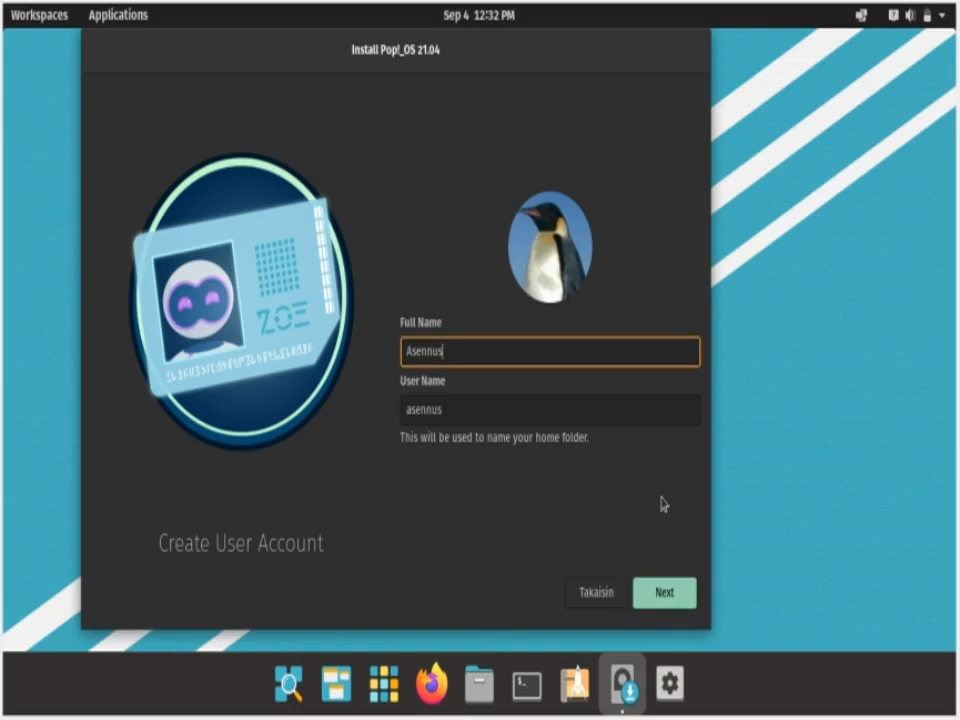 Workspaces Applications Sep 4 12:32 PM
Install Pop!_OS 21.04
ZOE
Full Name
Asennus
User Name
asennus
This will be used to name your home folder.
Create User Account
Takaisin Next